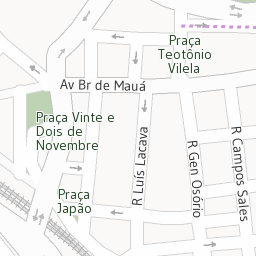 Praça
Teotônio
Vilela
Av Br de Mauá
Praça Vinte e
Dois de
Novembre
R Luís Lacava
R Gen Osório
R Campos Sales
Praça
Japão